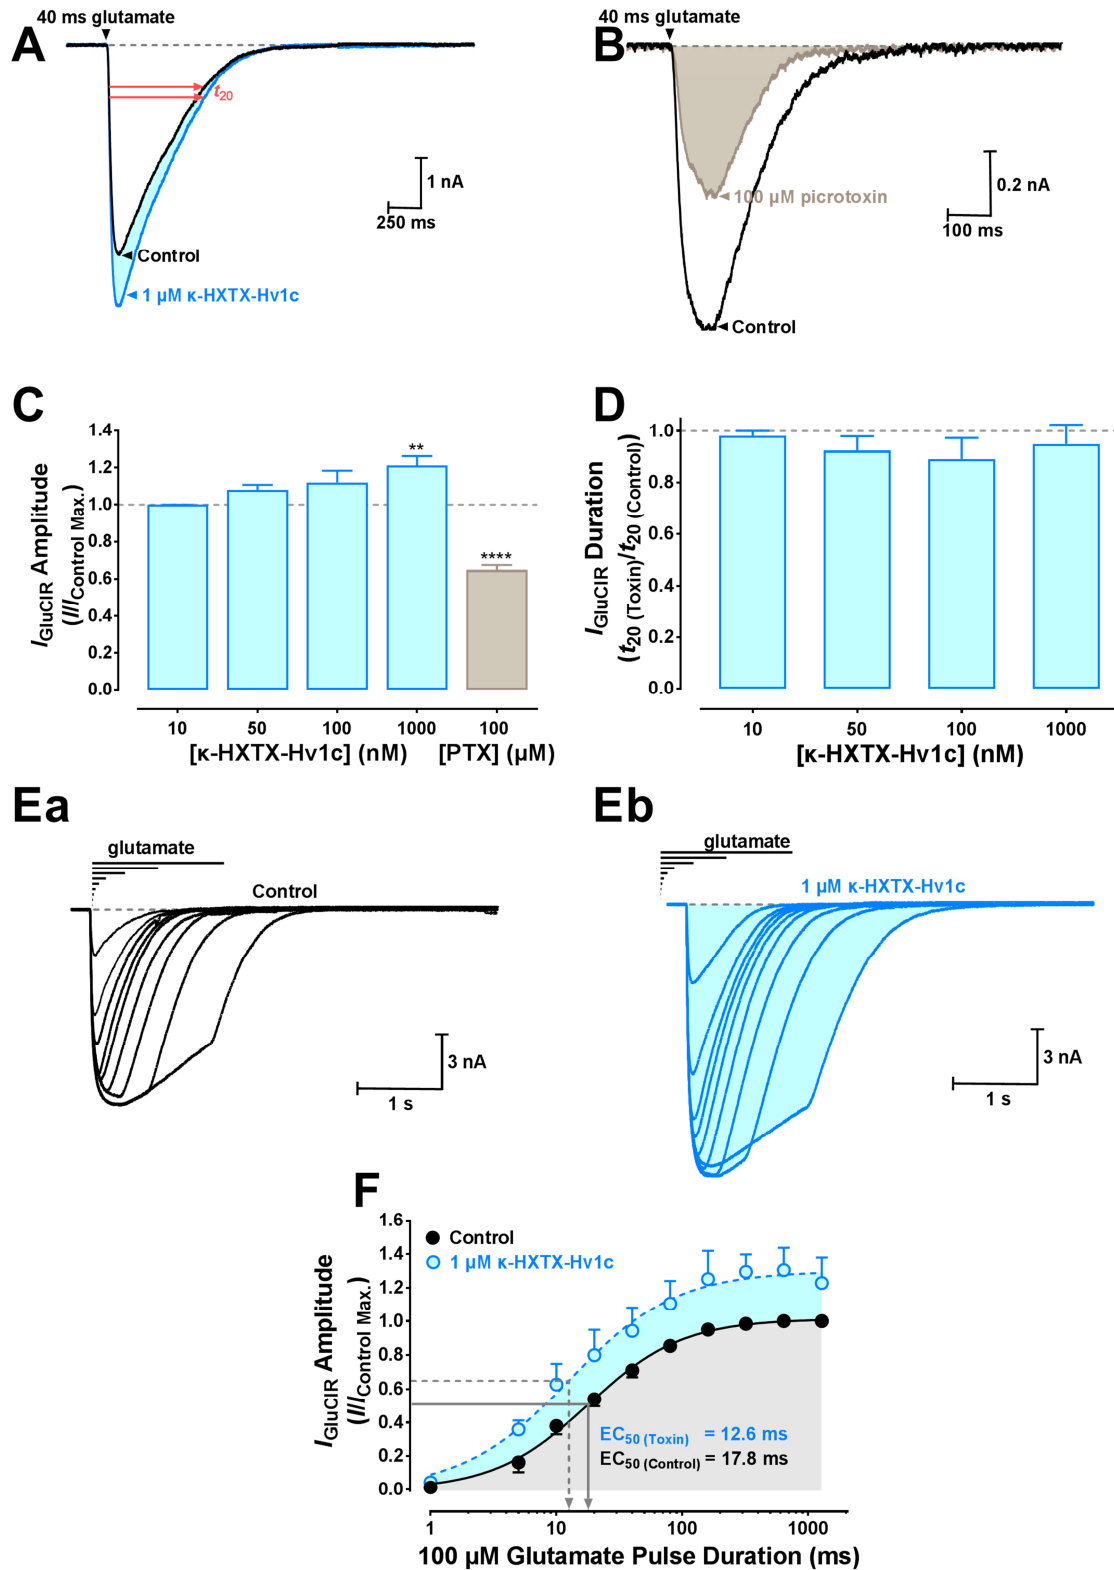 A
40 ms glutamate
t20
1 nA
250 ms
Control
1 µM κ-HXTX-Hv1c
B
40 ms glutamate
0.2 nA
100 ms
100 µM picrotoxin
Control
C
IGluClR Amplitude
(I/IControl Max.)
1.4
1.2
1.0
0.8
0.6
0.4
0.2
0.0
**
****
10 50 100 1000 100
[κ-HXTX-Hv1c] (nM) [PTX] (µM)
D
IGluClR Duration
(t20 (Toxin)/t20 (Control))
1.0
0.8
0.6
0.4
0.2
0.0
10 50 100 1000
[κ-HXTX-Hv1c] (nM)
Ea
glutamate
Control
3 nA
1 s
Eb
glutamate
1 µM κ-HXTX-Hv1c
3 nA
1 s
F
IGluClR Amplitude
(I/IControl Max.)
1.6
1.4
1.2
1.0
0.8
0.6
0.4
0.2
0.0
Control
1 µM κ-HXTX-Hv1c
EC50 (Toxin) = 12.6 ms
EC50 (Control) = 17.8 ms
1 10 100 1000
100 µM Glutamate Pulse Duration (ms)